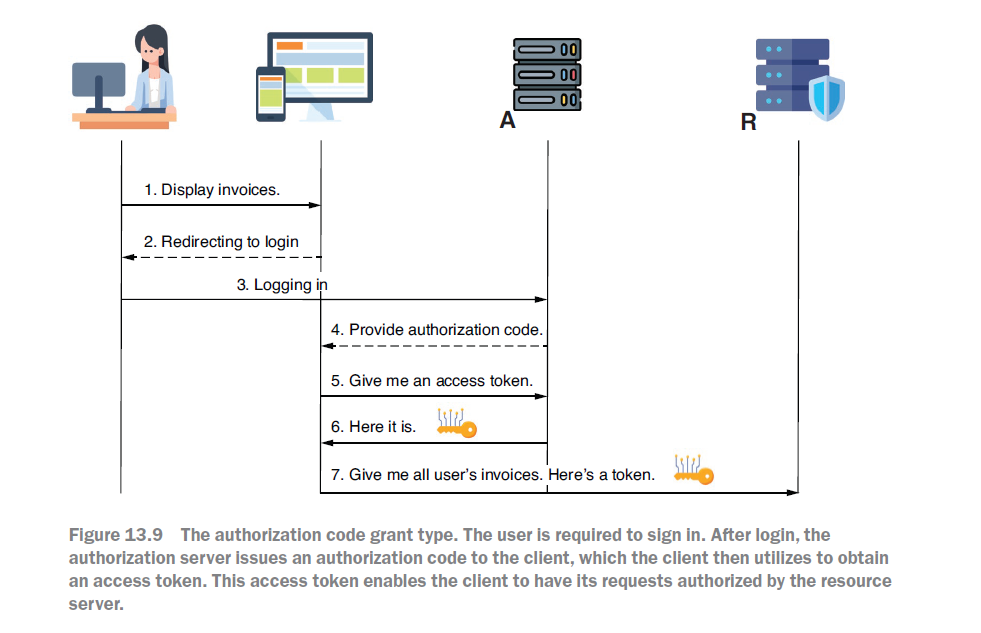 A
R
1. Display invoices.
2. Redirecting to login
3. Logging in
4. Provide authorization code.
5. Give me an access token.
6. Here it is.
7. Give me all user’s invoices. Here’s a token.
Figure 13.9 The authorization code grant type. The user is required to sign in. After login, the
authorization server issues an authorization code to the client, which the client then utilizes to obtain
an access token. This access token enables the client to have its requests authorized by the resource
server.